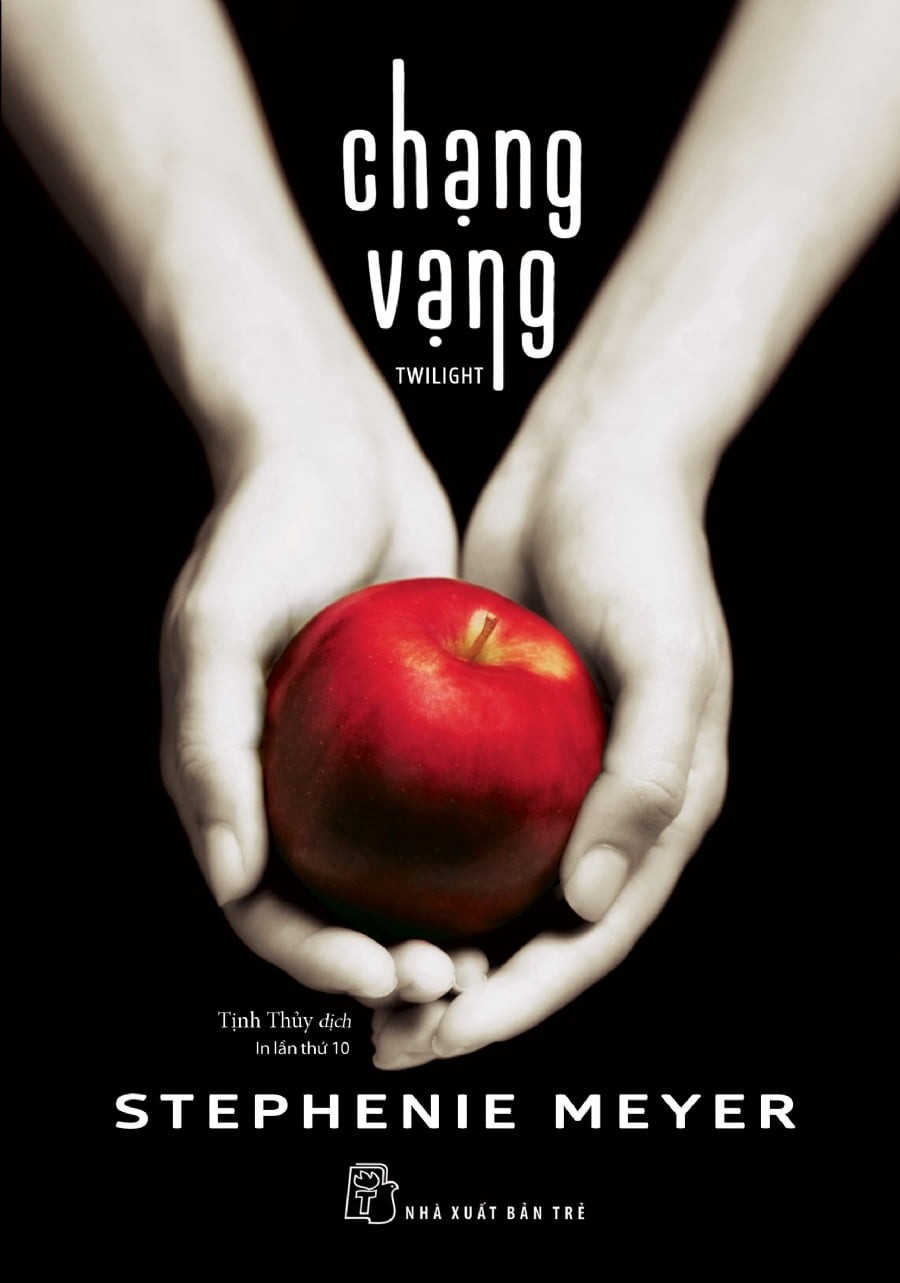 chạng
vạng
TWILIGHT
Tịnh Thủy dịch
In lần thứ 10
STEPHENIE MEYER
T
NHÀ XUẤT BẢN TRẺ